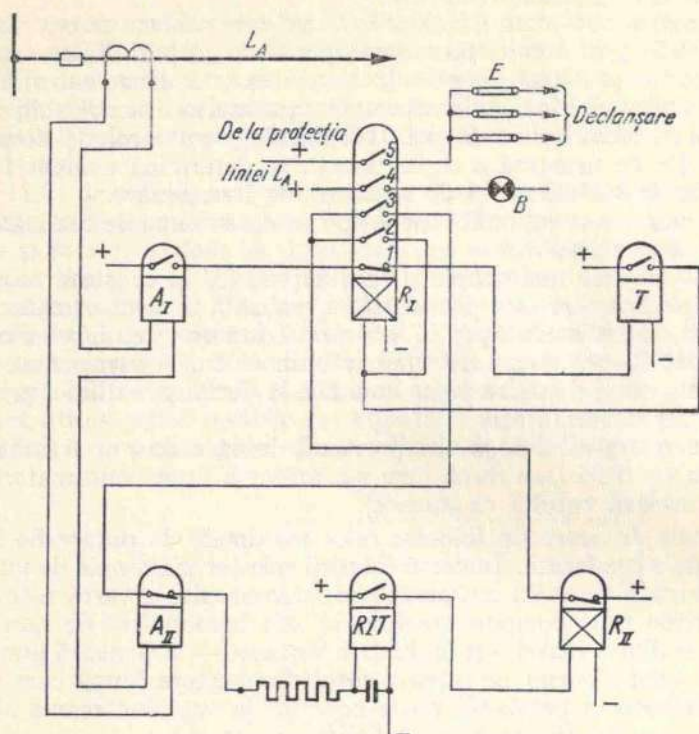 L_A
E
Declanșare
De la protecția
liniei L_A
+
+
5
4
3
2
1
B
+
A_I
R_I
+
T
−
+
A_II
+
RIT
+
R_II
−
−